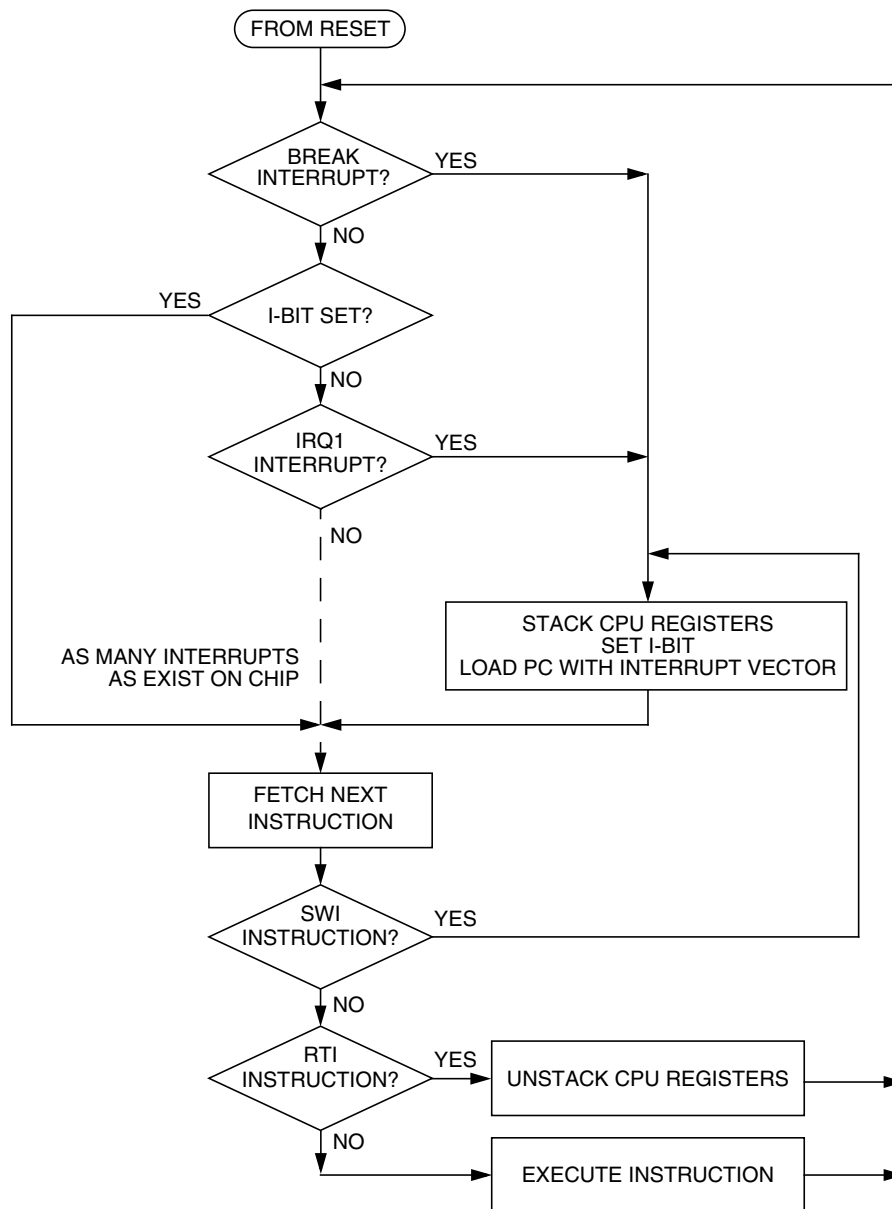 FROM RESET
BREAK
INTERRUPT?
YES
NO
YES
I-BIT SET?
NO
IRQ1
INTERRUPT?
YES
NO
STACK CPU REGISTERS
SET I-BIT
LOAD PC WITH INTERRUPT VECTOR
AS MANY INTERRUPTS
AS EXIST ON CHIP
FETCH NEXT
INSTRUCTION
SWI
INSTRUCTION?
YES
NO
RTI
INSTRUCTION?
YES
UNSTACK CPU REGISTERS
NO
EXECUTE INSTRUCTION